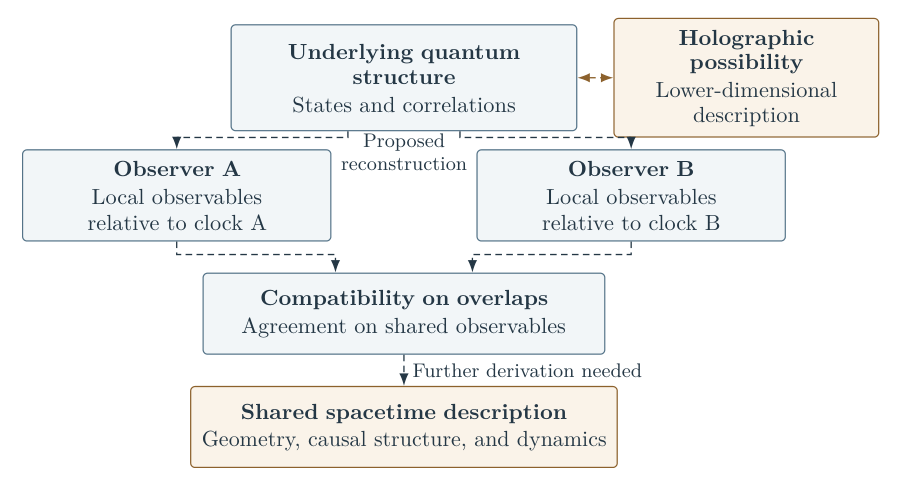 Underlying quantum
structure
States and correlations
Holographic
possibility
Lower-dimensional
description
Proposed
reconstruction
Observer A
Local observables
relative to clock A
Observer B
Local observables
relative to clock B
Compatibility on overlaps
Agreement on shared observables
Further derivation needed
Shared spacetime description
Geometry, causal structure, and dynamics